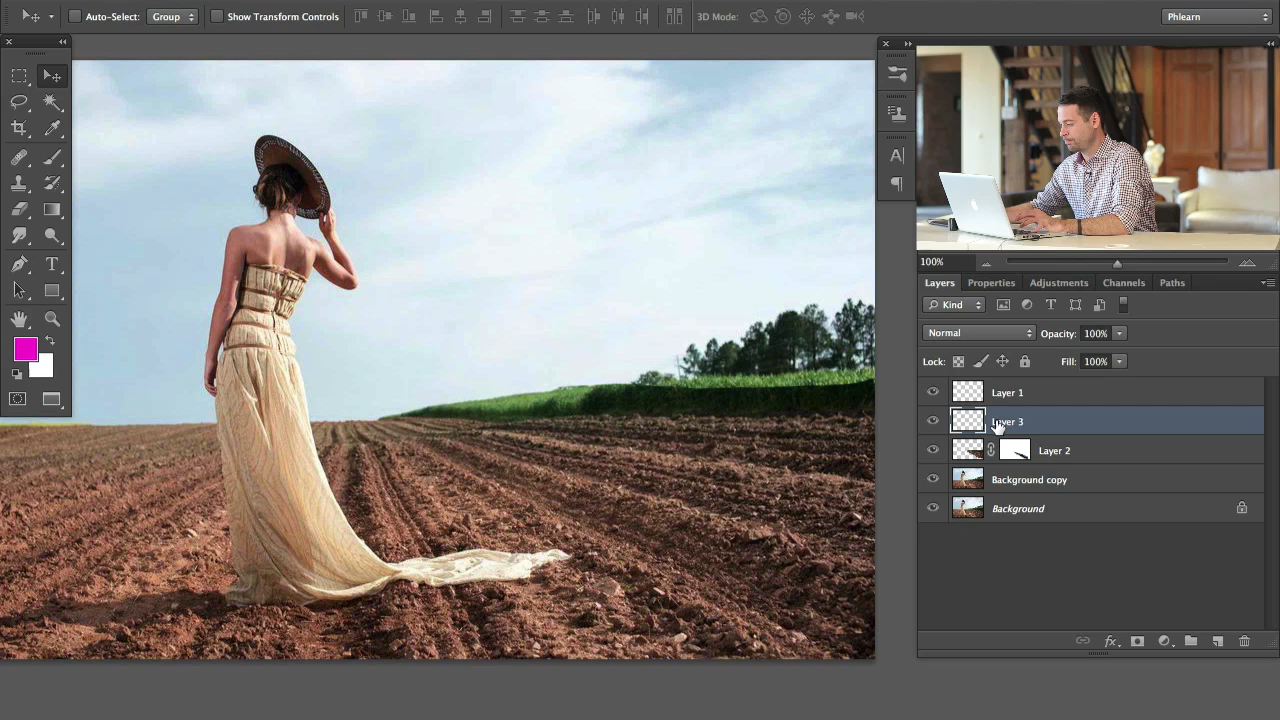 Auto-Select: Group Show Transform Controls 3D Mode: Phlearn
A
T
100%
Layers Properties Adjustments Channels Paths
Kind T
Normal Opacity: 100%
Lock: Fill: 100%
Layer 1
Layer 3
Layer 2
Background copy
Background
fx